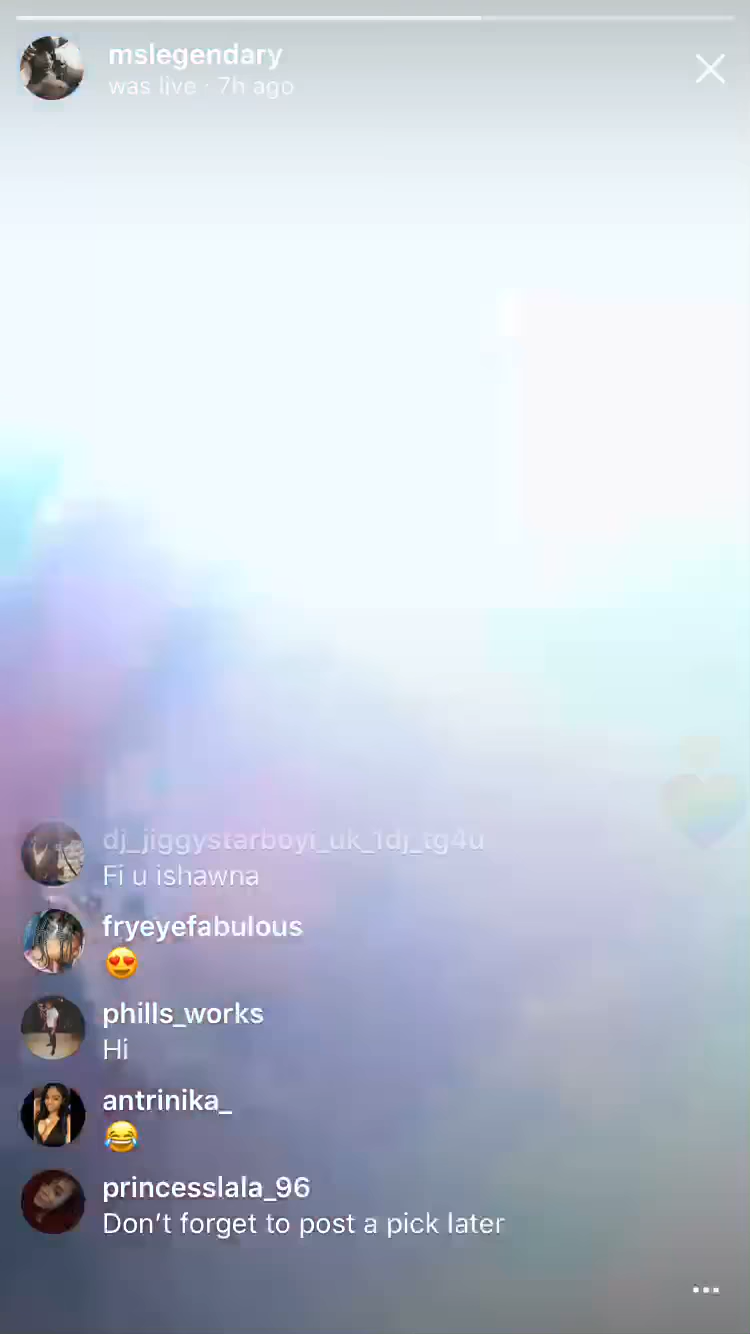 mslegendary
was live · 7h ago
dj_jiggystarboyi_uk_1dj_tg4u
Fi u ishawna
fryeyefabulous
😍
phills_works
Hi
antrinika_
😂
princesslala_96
Don't forget to post a pick later